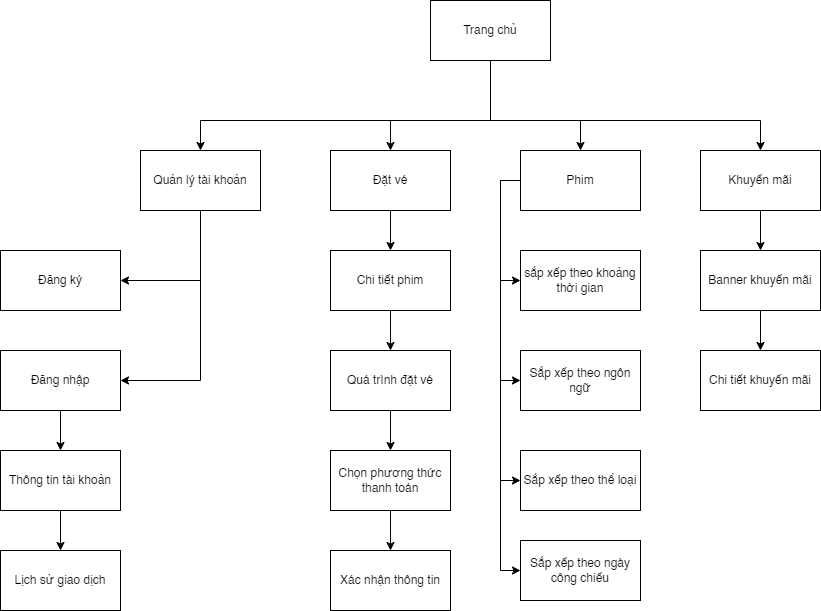 Trang chủ
Quản lý tài khoản
Đặt vé
Phim
Khuyến mãi
Đăng ký
Chi tiết phim
sắp xếp theo khoảng
thời gian
Banner khuyến mãi
Đăng nhập
Quá trình đặt vé
Sắp xếp theo ngôn
ngữ
Chi tiết khuyến mãi
Thông tin tài khoản
Chọn phương thức
thanh toán
Sắp xếp theo thể loại
Lịch sử giao dịch
Xác nhận thông tin
Sắp xếp theo ngày
công chiếu